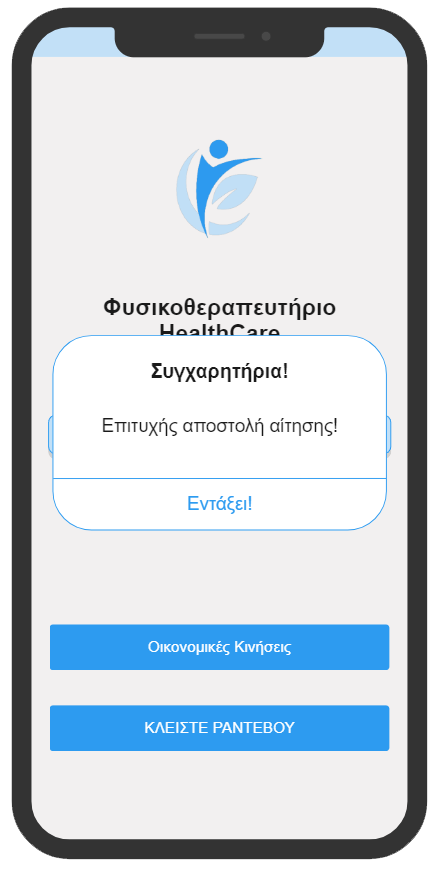 Φυσικοθεραπευτήριο
HealthCare
Συγχαρητήρια!
Επιτυχής αποστολή αίτησης!
Εντάξει!
Οικονομικές Κινήσεις
ΚΛΕΙΣΤΕ ΡΑΝΤΕΒΟΥ